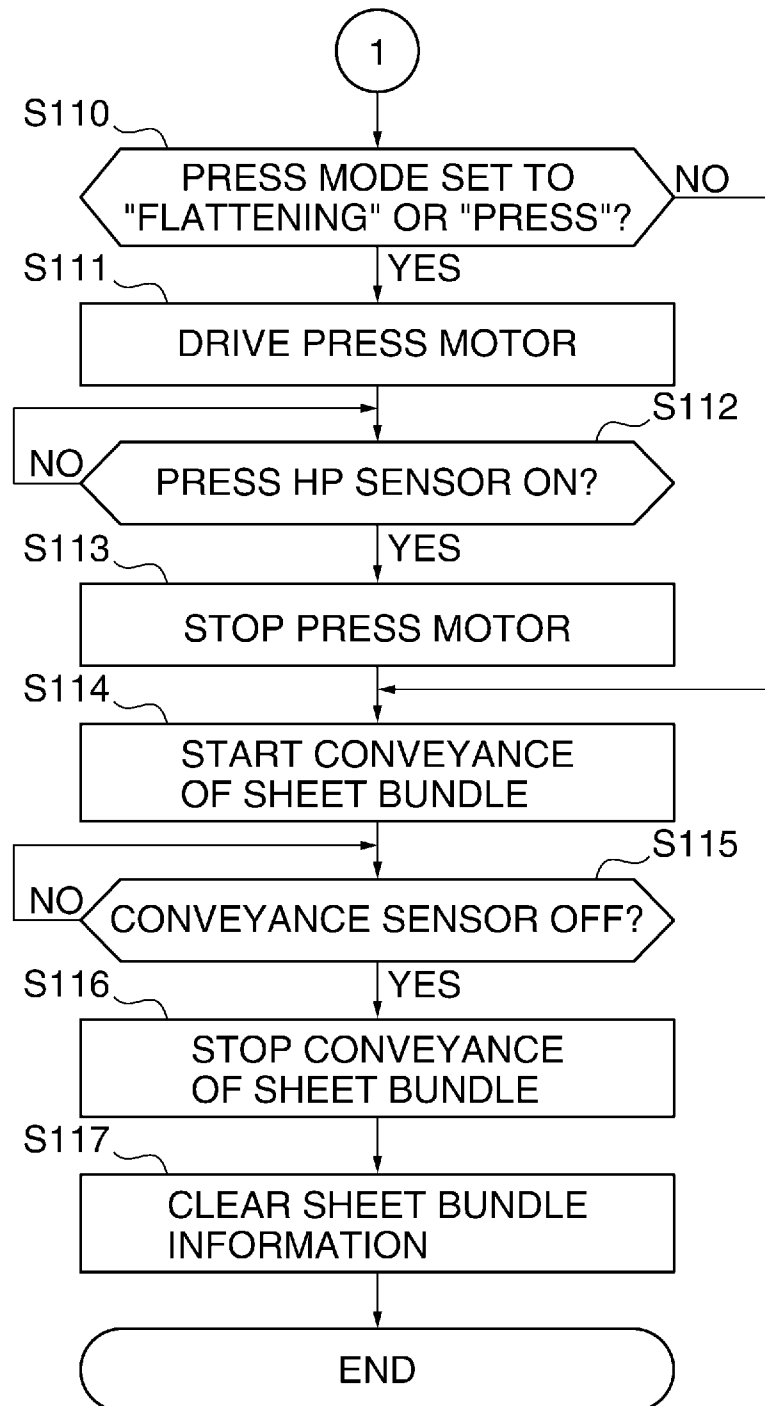 1
S110
PRESS MODE SET TO
"FLATTENING" OR "PRESS"?
NO
YES
S111
DRIVE PRESS MOTOR
S112
NO
PRESS HP SENSOR ON?
YES
S113
STOP PRESS MOTOR
S114
START CONVEYANCE
OF SHEET BUNDLE
S115
NO
CONVEYANCE SENSOR OFF?
YES
S116
STOP CONVEYANCE
OF SHEET BUNDLE
S117
CLEAR SHEET BUNDLE
INFORMATION
END